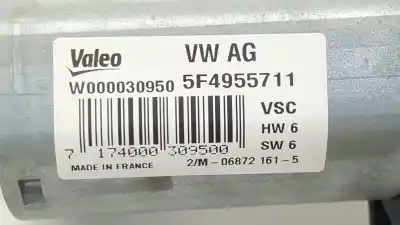 Valeo VW AG
W000030950 5F4955711
VSC
HW 6
SW 6
7 174000 309500
MADE IN FRANCE 2/M - 06872 161 - 5